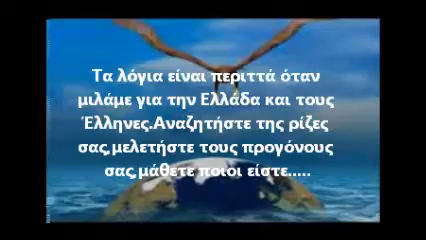 Τα λόγια είναι περιττά όταν
μιλάμε για την Ελλάδα και τους
Έλληνες.Αναζητήστε της ρίζες
σας,μελετήστε τους προγόνους
σας,μάθετε ποιοι είστε.....